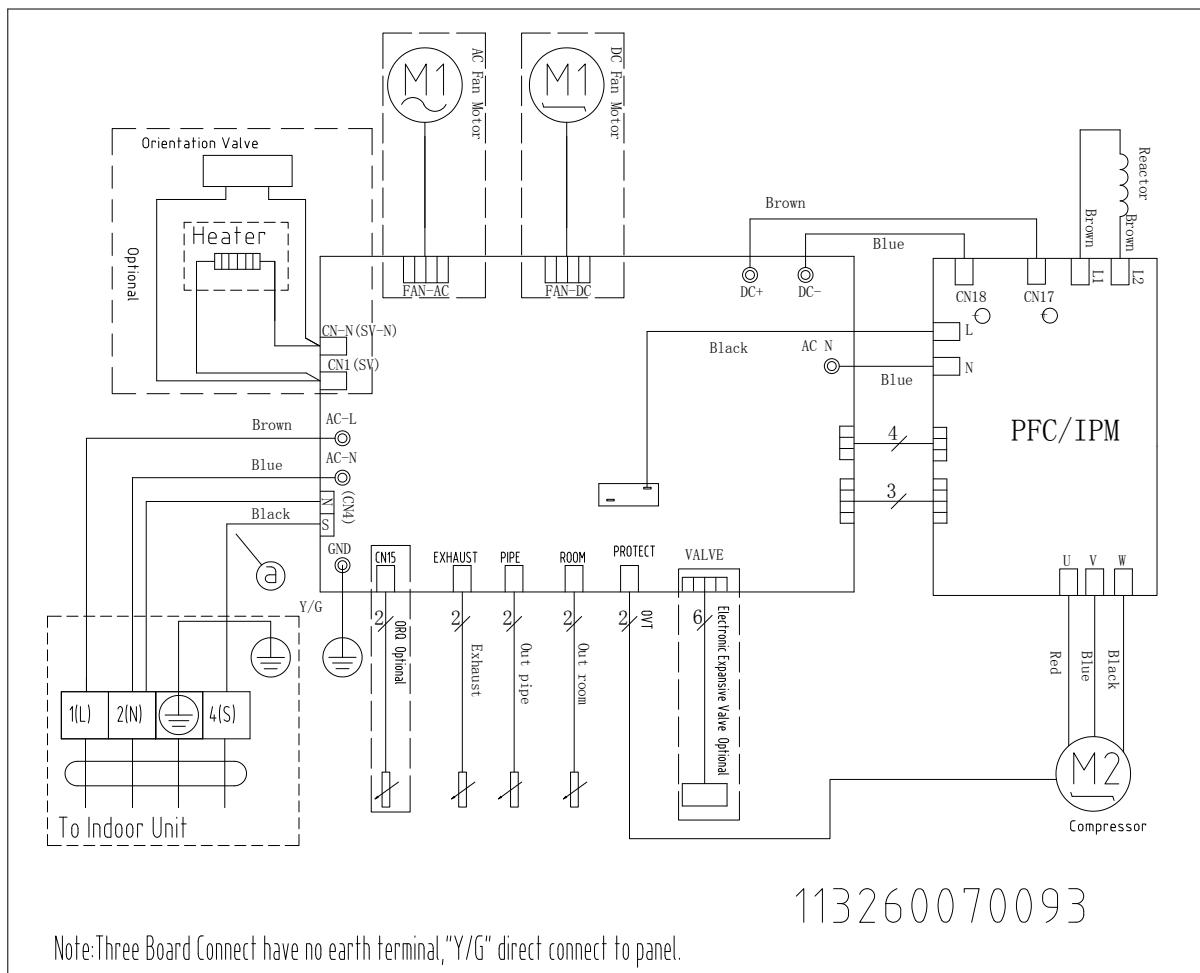 AC Fan Motor
M1
DC Fan Motor
M1
Orientation Valve
Optional
Heater
FAN-AC
FAN-DC
CN-N(SV-N)
CN1(SV)
Brown
Blue
DC+
DC-
Reactor
Brown
Brown
L1
L2
CN18
CN17
Black
L
AC N
N
Blue
PFC/IPM
Brown
AC-L
Blue
AC-N
N
(CN4)
Black
S
4
3
GND
a
Y/G
CN15
EXHAUST
PIPE
ROOM
PROTECT
VALVE
2
ORQ Optional
2
Exhaust
2
Out pipe
2
Out room
2
OVT
6
Electronic Expansive Valve Optional
U
V
W
Red
Blue
Black
M2
Compressor
1(L)
2(N)
4(S)
To Indoor Unit
113260070093
Note:Three Board Connect have no earth terminal,"Y/G" direct connect to panel.